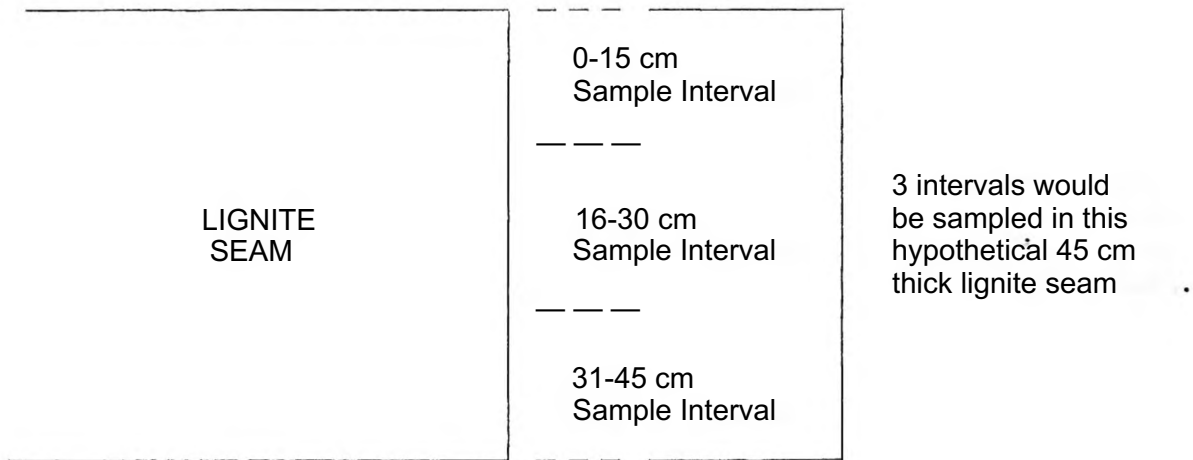 LIGNITE
SEAM
0-15 cm
Sample Interval
16-30 cm
Sample Interval
31-45 cm
Sample Interval
3 intervals would
be sampled in this
hypothetical 45 cm
thick lignite seam